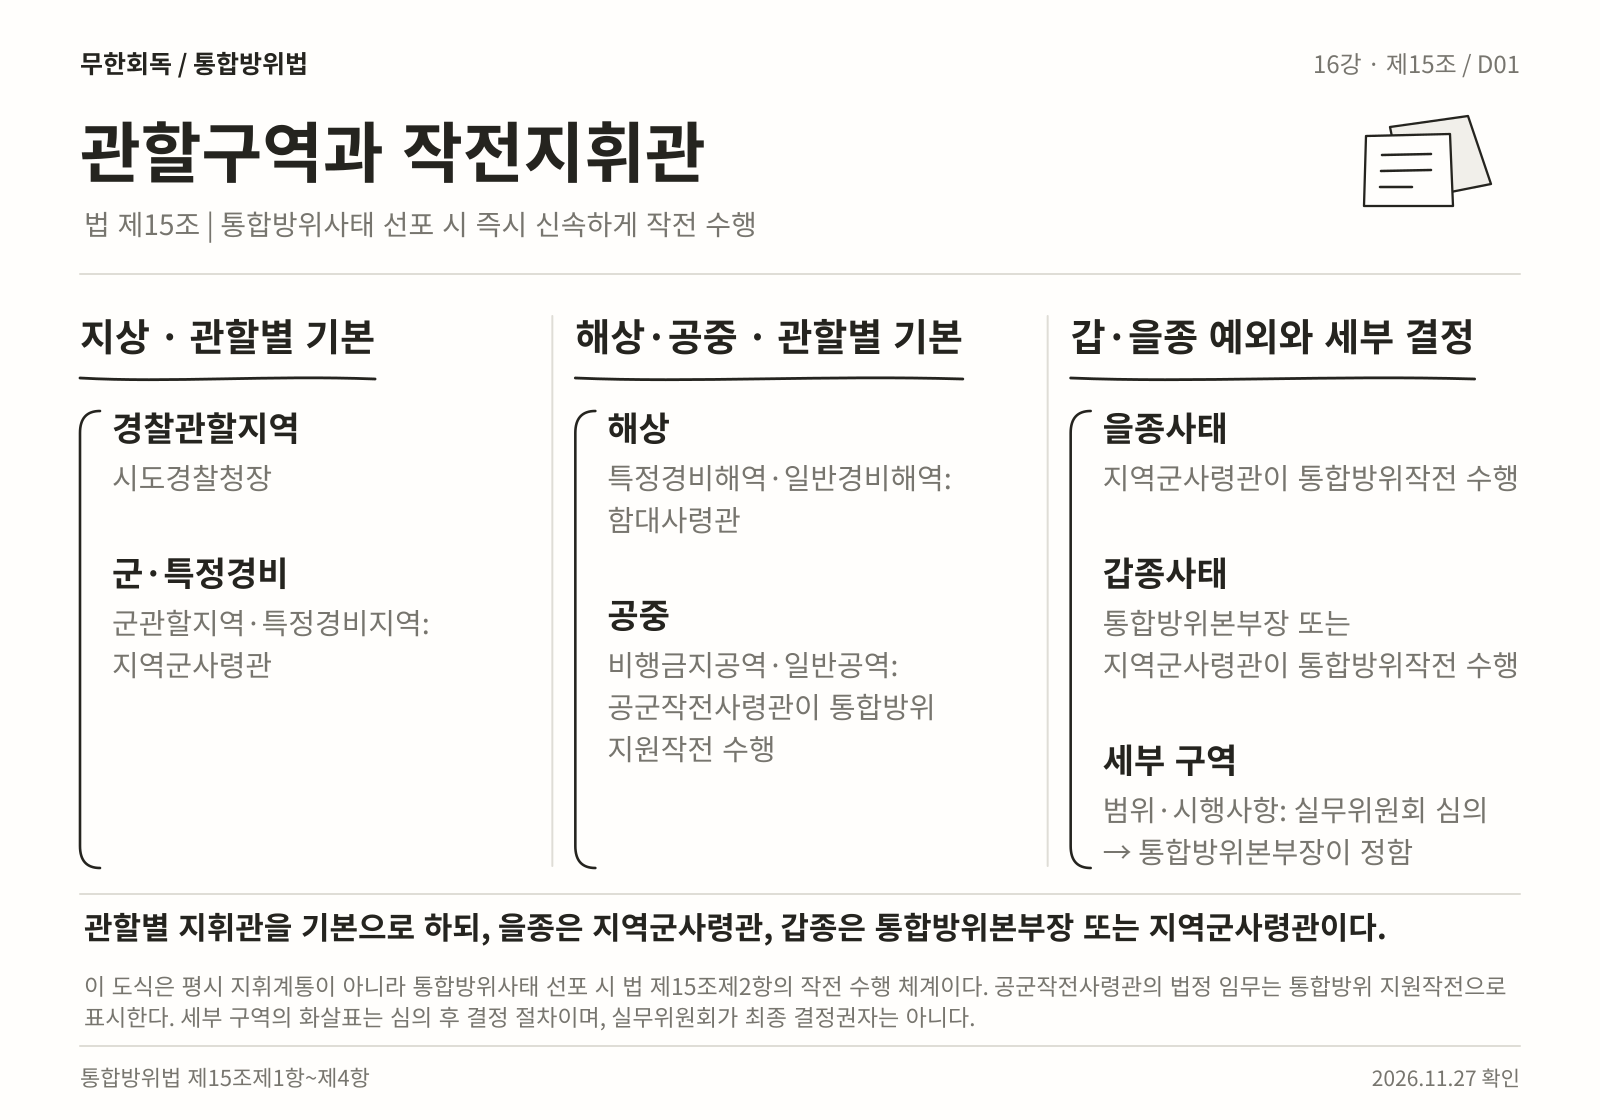 무한회독 / 통합방위법
16강 · 제15조 / D01
관할구역과 작전지휘관
법 제15조 | 통합방위사태 선포 시 즉시 신속하게 작전 수행
지상 · 관할별 기본
경찰관할지역
시도경찰청장
군·특정경비
군관할지역·특정경비지역:
지역군사령관
해상·공중 · 관할별 기본
해상
특정경비해역·일반경비해역:
함대사령관
공중
비행금지공역·일반공역:
공군작전사령관이 통합방위
지원작전 수행
갑·을종 예외와 세부 결정
을종사태
지역군사령관이 통합방위작전 수행
갑종사태
통합방위본부장 또는
지역군사령관이 통합방위작전 수행
세부 구역
범위·시행사항: 실무위원회 심의
→ 통합방위본부장이 정함
관할별 지휘관을 기본으로 하되, 을종은 지역군사령관, 갑종은 통합방위본부장 또는 지역군사령관이다.
이 도식은 평시 지휘계통이 아니라 통합방위사태 선포 시 법 제15조제2항의 작전 수행 체계이다. 공군작전사령관의 법정 임무는 통합방위 지원작전으로
표시한다. 세부 구역의 화살표는 심의 후 결정 절차이며, 실무위원회가 최종 결정권자는 아니다.
통합방위법 제15조제1항~제4항
2026.11.27 확인